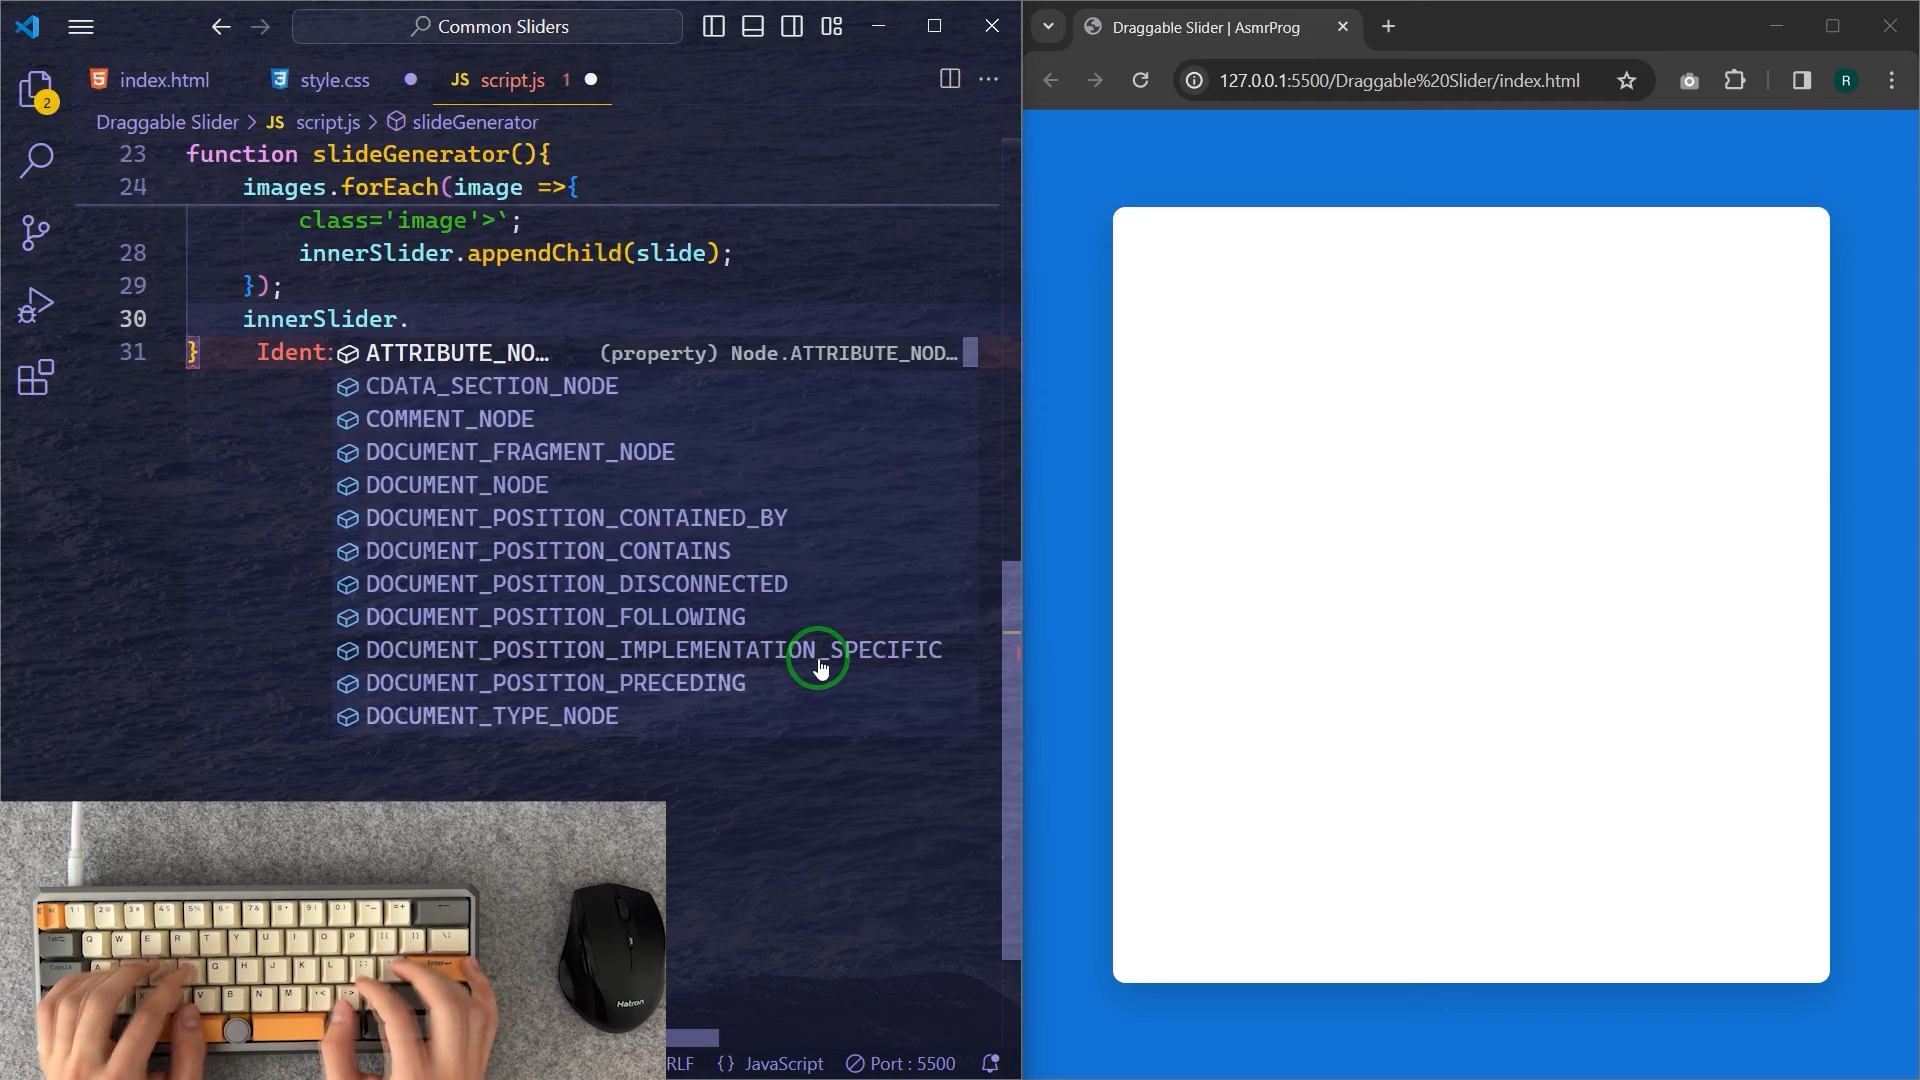 Common Sliders
index.html
style.css
JS script.js 1
2
Draggable Slider > JS script.js > slideGenerator
23 function slideGenerator(){
24 images.forEach(image =>{
class='image'>`;
28 innerSlider.appendChild(slide);
29 });
30 innerSlider.
31 } Ident:
ATTRIBUTE_NO… (property) Node.ATTRIBUTE_NOD…
CDATA_SECTION_NODE
COMMENT_NODE
DOCUMENT_FRAGMENT_NODE
DOCUMENT_NODE
DOCUMENT_POSITION_CONTAINED_BY
DOCUMENT_POSITION_CONTAINS
DOCUMENT_POSITION_DISCONNECTED
DOCUMENT_POSITION_FOLLOWING
DOCUMENT_POSITION_IMPLEMENTATION_SPECIFIC
DOCUMENT_POSITION_PRECEDING
DOCUMENT_TYPE_NODE
Hatron
RLF {} JavaScript Port : 5500
Draggable Slider | AsmrProg
127.0.0.1:5500/Draggable%20Slider/index.html
R